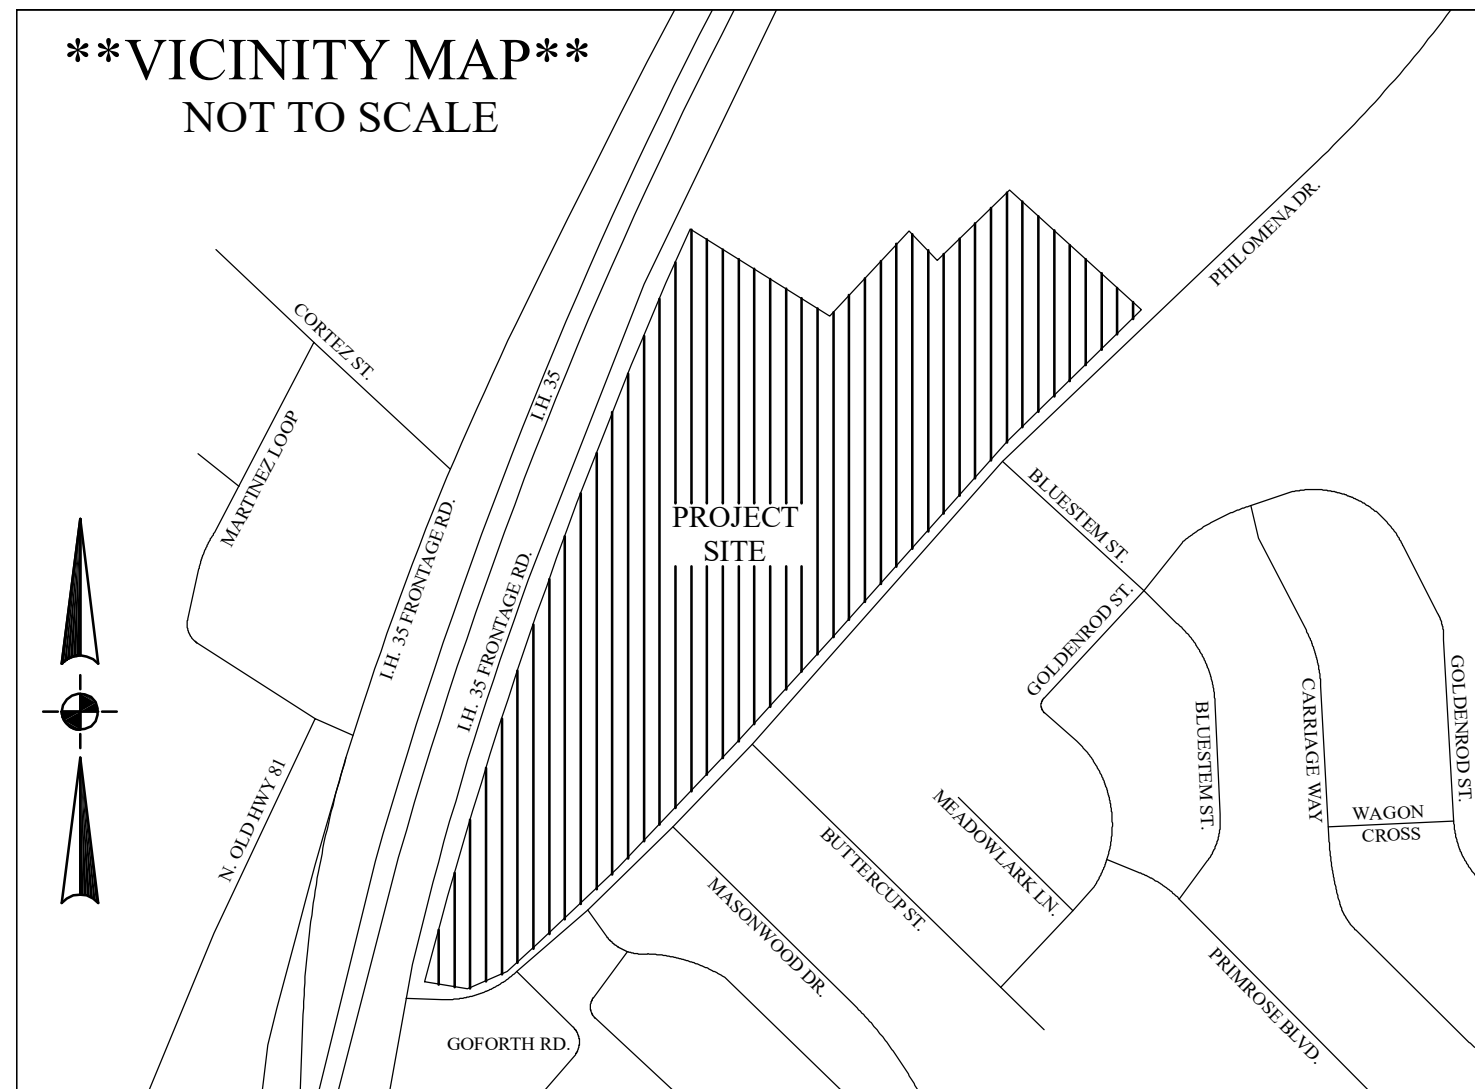 **VICINITY MAP**
NOT TO SCALE
PHILOMENA DR.
CORTEZ ST.
I.H. 35
MARTINEZ LOOP
I.H. 35 FRONTAGE RD.
I.H. 35 FRONTAGE RD.
PROJECT
SITE
BLUESTEM ST.
GOLDENROD ST.
GOLDENROD ST.
CARRIAGE WAY
BLUESTEM ST.
N. OLD HWY 81
WAGON
CROSS
MEADOWLARK LN.
BUTTERCUP ST.
MASONWOOD DR.
PRIMROSE BLVD.
GOFORTH RD.